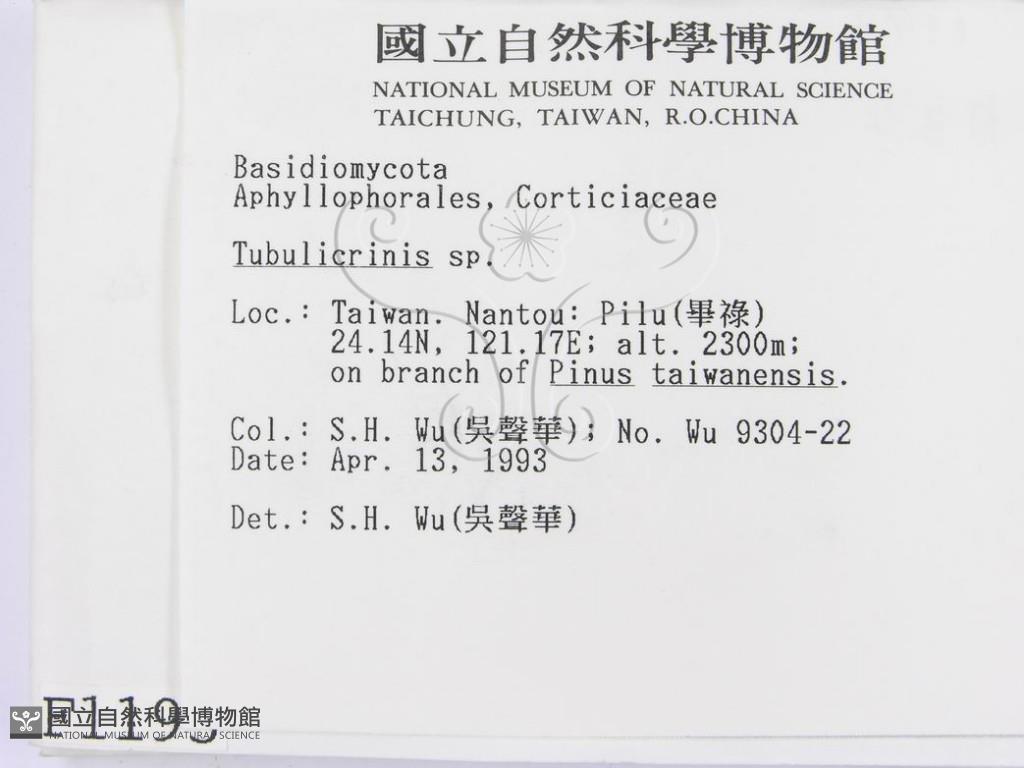 國立自然科學博物館
NATIONAL MUSEUM OF NATURAL SCIENCE
TAICHUNG, TAIWAN, R.O.CHINA
Basidiomycota
Aphyllophorales, Corticiaceae
Tubulicrinis sp.
Loc.: Taiwan. Nantou: Pilu(畢祿)
24.14N, 121.17E; alt. 2300m;
on branch of Pinus taiwanensis.
Col.: S.H. Wu(吳聲華); No. Wu 9304-22
Date: Apr. 13, 1993
Det.: S.H. Wu(吳聲華)
國立自然科學博物館
NATIONAL MUSEUM OF NATURAL SCIENCE